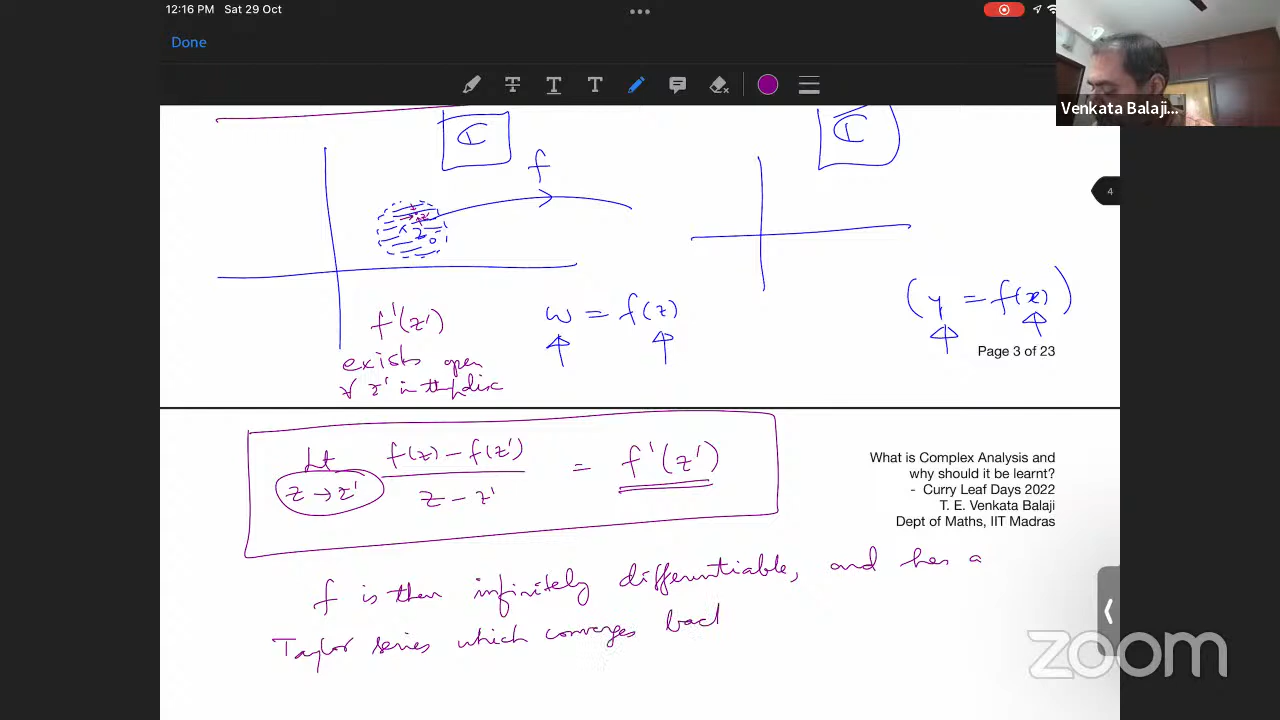 12:16 PM Sat 29 Oct
Done
Venkata Balaji...
ℂ
ℂ
f
z'
z₀
4
f'(z')
exists open
∀ z' in the disc
w = f(z)
(y = f(x))
Page 3 of 23
Lt f(z) - f(z')
z → z' z - z'
= f'(z')
What is Complex Analysis and
why should it be learnt?
- Curry Leaf Days 2022
T. E. Venkata Balaji
Dept of Maths, IIT Madras
f is then infinitely differentiable, and has a
Taylor series which converges back
zoom